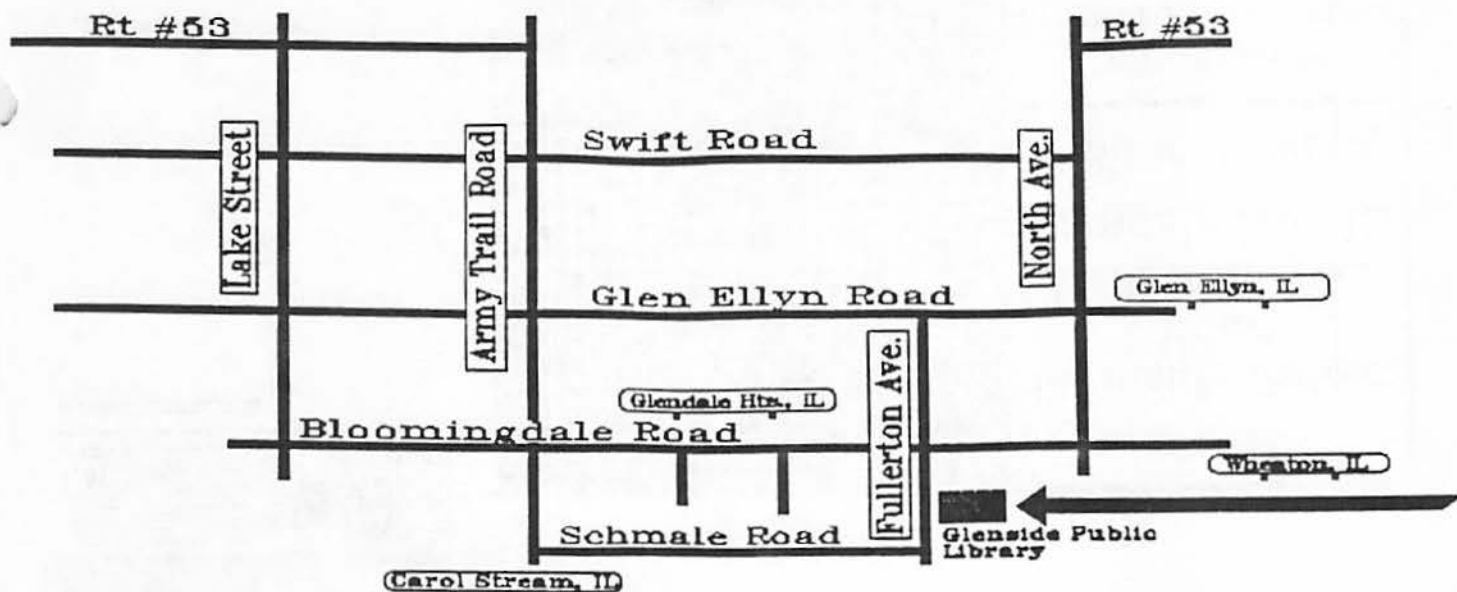 Rt #53
Rt #53
Swift Road
Lake Street
Army Trail Road
North Ave.
Glen Ellyn Road
Glen Ellyn, IL
Fullerton Ave.
Glendale Hts., IL
Bloomingdale Road
Wheaton, IL
Schmale Road
Glenside Public
Library
Carol Stream, IL